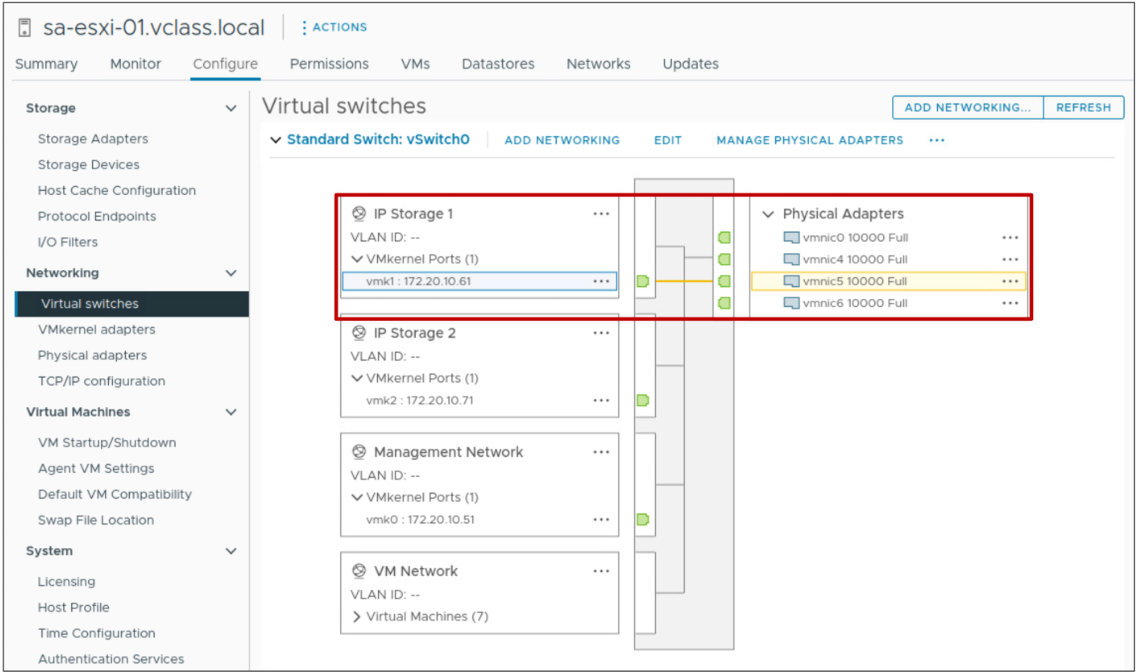 sa-esxi-01.vclass.local
ACTIONS
Summary Monitor Configure Permissions VMs Datastores Networks Updates
Storage
Storage Adapters
Storage Devices
Host Cache Configuration
Protocol Endpoints
I/O Filters
Networking
Virtual switches
VMkernel adapters
Physical adapters
TCP/IP configuration
Virtual Machines
VM Startup/Shutdown
Agent VM Settings
Default VM Compatibility
Swap File Location
System
Licensing
Host Profile
Time Configuration
Authentication Services
Virtual switches
ADD NETWORKING... REFRESH
Standard Switch: vSwitch0 ADD NETWORKING EDIT MANAGE PHYSICAL ADAPTERS ...
IP Storage 1 ...
VLAN ID: --
VMkernel Ports (1)
vmk1 : 172.20.10.61 ...
Physical Adapters
vmnic0 10000 Full ...
vmnic4 10000 Full ...
vmnic5 10000 Full ...
vmnic6 10000 Full ...
IP Storage 2 ...
VLAN ID: --
VMkernel Ports (1)
vmk2 : 172.20.10.71 ...
Management Network ...
VLAN ID: --
VMkernel Ports (1)
vmk0 : 172.20.10.51 ...
VM Network ...
VLAN ID: --
Virtual Machines (7)